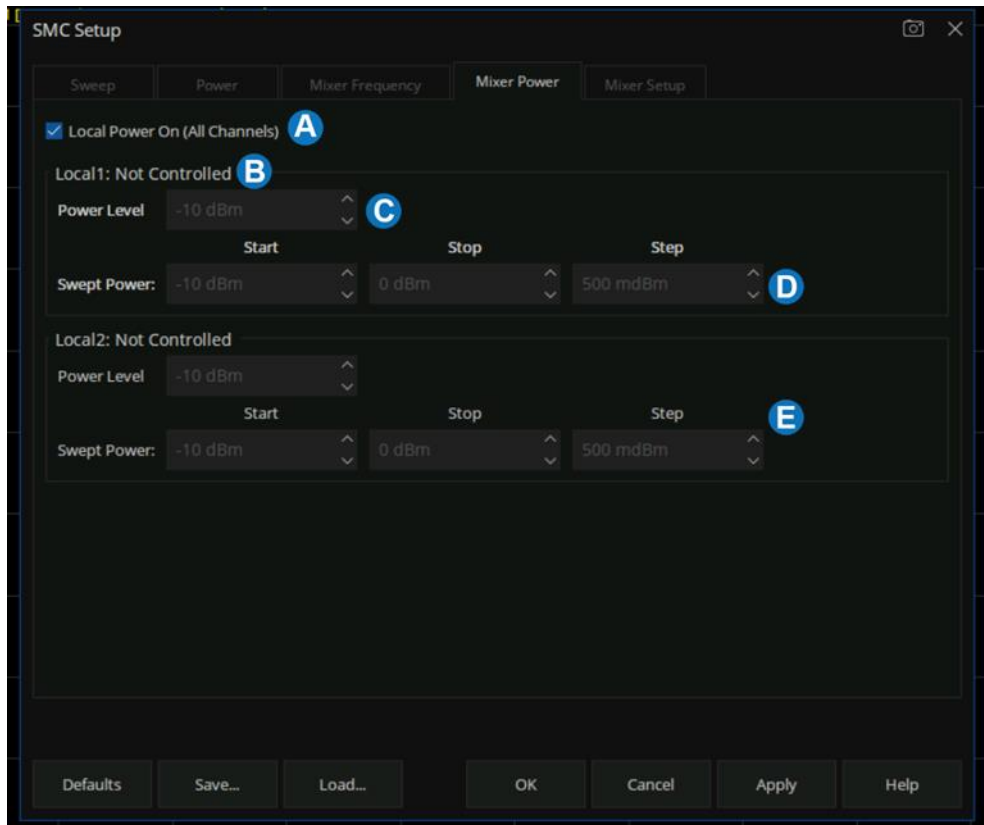 SMC Setup
Sweep Power Mixer Frequency Mixer Power Mixer Setup
Local Power On (All Channels) A
Local1: Not Controlled B
Power Level -10 dBm C
Start Stop Step
Swept Power: -10 dBm 0 dBm 500 mdBm D
Local2: Not Controlled
Power Level -10 dBm
Start Stop Step E
Swept Power: -10 dBm 0 dBm 500 mdBm
Defaults Save... Load... OK Cancel Apply Help